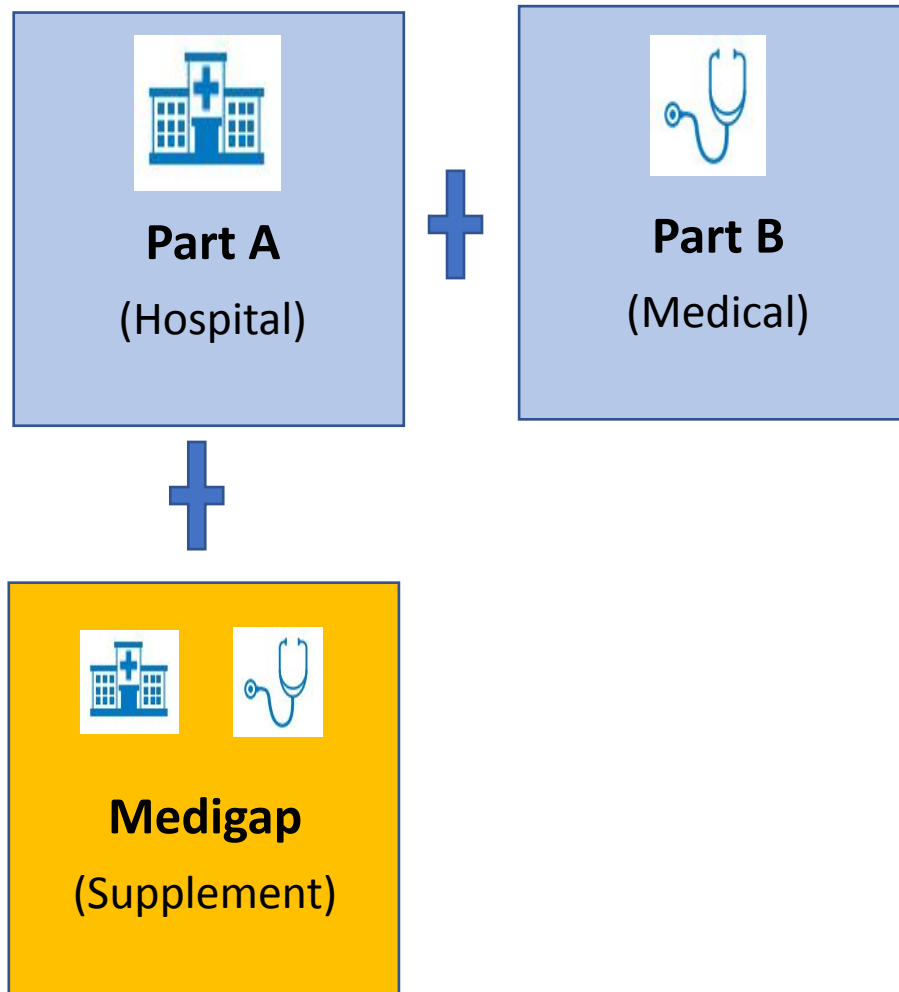 Part A
(Hospital)
Part B
(Medical)
Medigap
(Supplement)